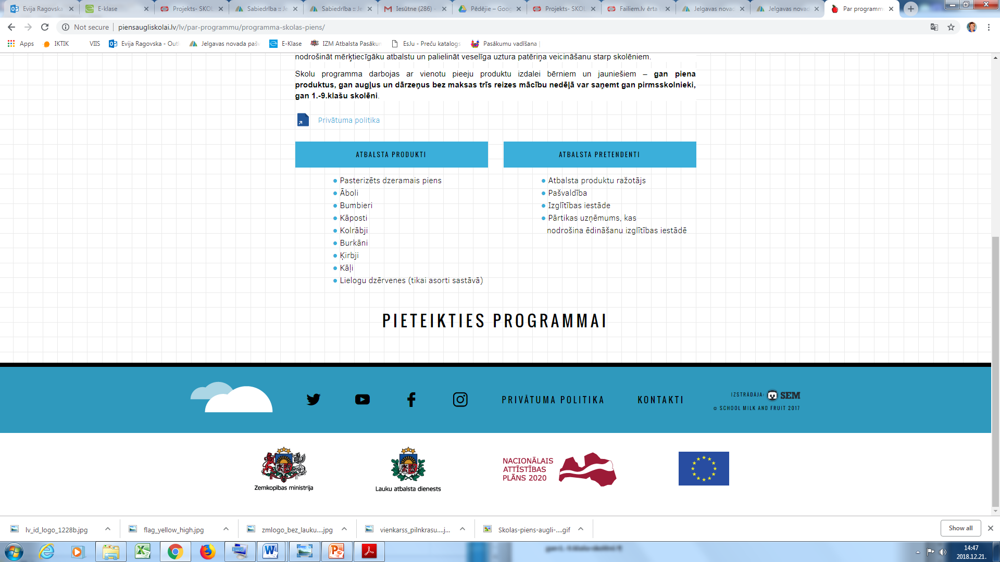 Evija Ragovska
E-klase
Projekts- SKOL
Sabiedrība :: Je
Sabiedrība :: Je
Iesūtne (286) -
Pēdējie – Goog
Projekts- SKOL
Failiem.lv ērta
Jelgavas novad
Jelgavas novad
Par programm
Not secure | piensaugliskolai.lv/lv/par-programmu/programma-skolas-piens/
Apps
IKTIK
VIIS
Evija Ragovska - Outl
Jelgavas novada pašv
E-Klase
IZM Atbalsta Pasākum
EsJu - Preču katalogs
Pasākumu vadīšana |
nodrošināt mērķtiecīgāku atbalstu un palielināt veselīga uztura patēriņa veicināšanu starp skolēniem.
Skolu programma darbojas ar vienotu pieeju produktu izdalei bērniem un jauniešiem – gan piena
produktus, gan augļus un dārzeņus bez maksas trīs reizes mācību nedēļā var saņemt gan pirmsskolnieki,
gan 1.-9.klašu skolēni.
Privātuma politika
ATBALSTA PRODUKTI
Pasterizēts dzeramais piens
Āboli
Bumbieri
Kāposti
Kolrābji
Burkāni
Ķirbji
Kāļi
Lielogu dzērvenes (tikai asorti sastāvā)
ATBALSTA PRETENDENTI
Atbalsta produktu ražotājs
Pašvaldība
Izglītības iestāde
Pārtikas uzņēmums, kas
nodrošina ēdināšanu izglītības iestādē
PIETEIKTIES PROGRAMMAI
PRIVĀTUMA POLITIKA
KONTAKTI
IZSTRĀDĀJA: SEM
© SCHOOL MILK AND FRUIT 2017
Zemkopības ministrija
Lauku atbalsta dienests
NACIONĀLAIS
ATTĪSTĪBAS
PLĀNS 2020
lv_id_logo_1228b.jpg
flag_yellow_high.jpg
zmlogo_bez_lauku....jpg
vienkarss_pilnkrasu....j...
Skolas-piens-augli-....gif
Show all
14:47
2018.12.21.